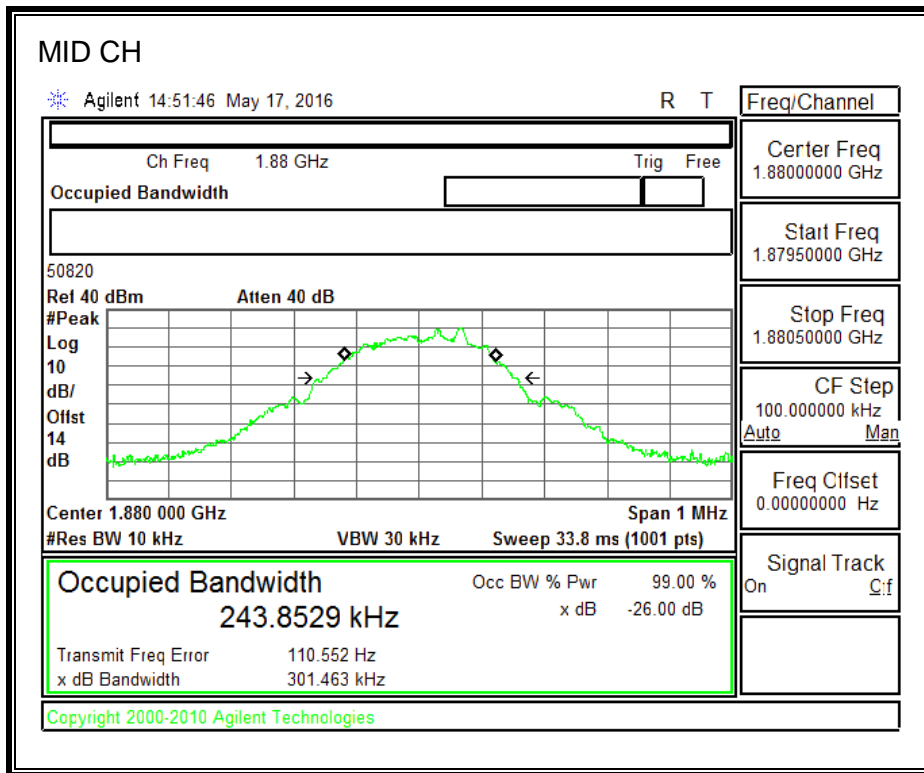 MID CH
Agilent 14:51:46 May 17, 2016 R T
Freq/Channel
Ch Freq 1.88 GHz Trig Free
Occupied Bandwidth
Center Freq
1.88000000 GHz
Start Freq
1.87950000 GHz
Stop Freq
1.88050000 GHz
CF Step
100.000000 kHz
Auto Man
Freq Offset
0.00000000 Hz
Signal Track
On Off
50820
Ref 40 dBm Atten 40 dB
#Peak
Log
10
dB/
Offst
14
dB
Center 1.880 000 GHz Span 1 MHz
#Res BW 10 kHz VBW 30 kHz Sweep 33.8 ms (1001 pts)
Occupied Bandwidth Occ BW % Pwr 99.00 %
243.8529 kHz x dB -26.00 dB
Transmit Freq Error 110.552 Hz
x dB Bandwidth 301.463 kHz
Copyright 2000-2010 Agilent Technologies